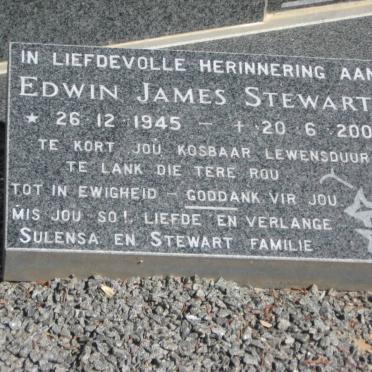 IN LIEFDEVOLLE HERINNERING AAN
EDWIN JAMES STEWART
★ 26 12 1945 – ✝ 20 6 200
TE KORT JOU KOSBAAR LEWENSDUUR
TE LANK DIE TERE ROU
TOT IN EWIGHEID – GODDANK VIR JOU
MIS JOU SO! LIEFDE EN VERLANGE
SULENSA EN STEWART FAMILIE